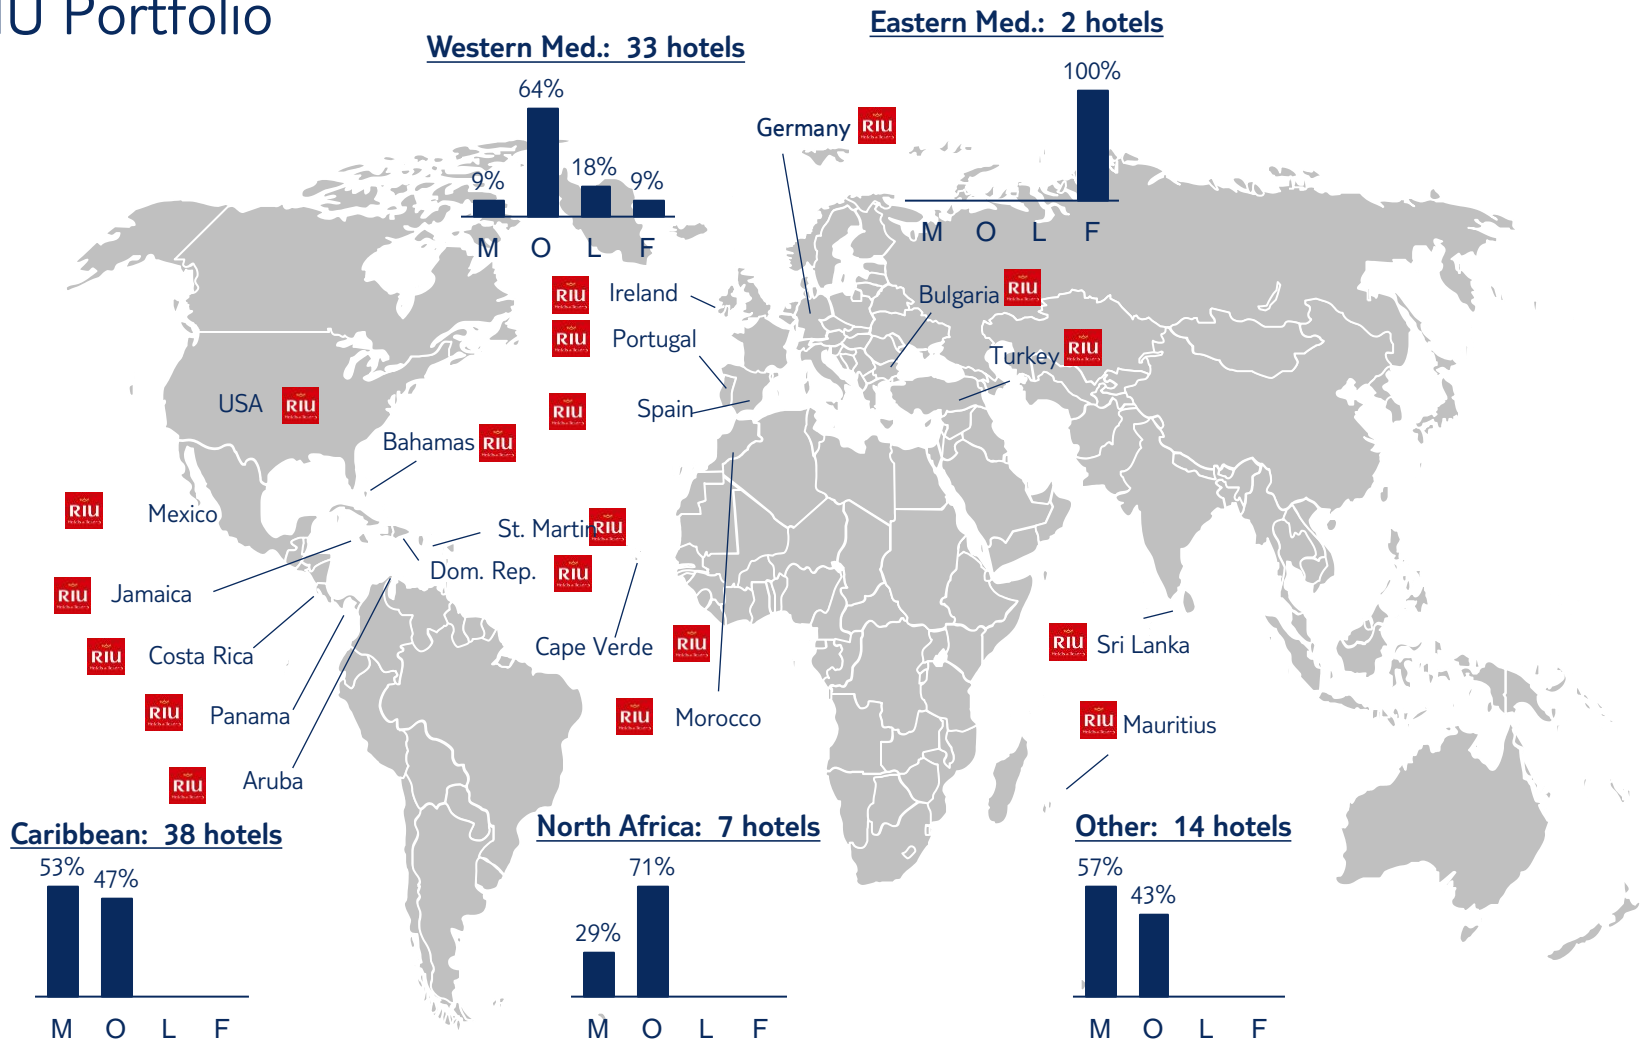 IU Portfolio
Eastern Med.: 2 hotels
Western Med.: 33 hotels
100%
64%
18%
9%
9%
M O L F
M O L F
Germany RIU
RIU Ireland
Bulgaria RIU
RIU Portugal
Turkey RIU
USA RIU
RIU Spain
Bahamas RIU
RIU Mexico
St. Martin RIU
Dom. Rep. RIU
RIU Jamaica
Cape Verde RIU
RIU Sri Lanka
RIU Costa Rica
RIU Panama
RIU Morocco
RIU Mauritius
RIU Aruba
Caribbean: 38 hotels
53%
47%
M O L F
North Africa: 7 hotels
71%
29%
M O L F
Other: 14 hotels
57%
43%
M O L F